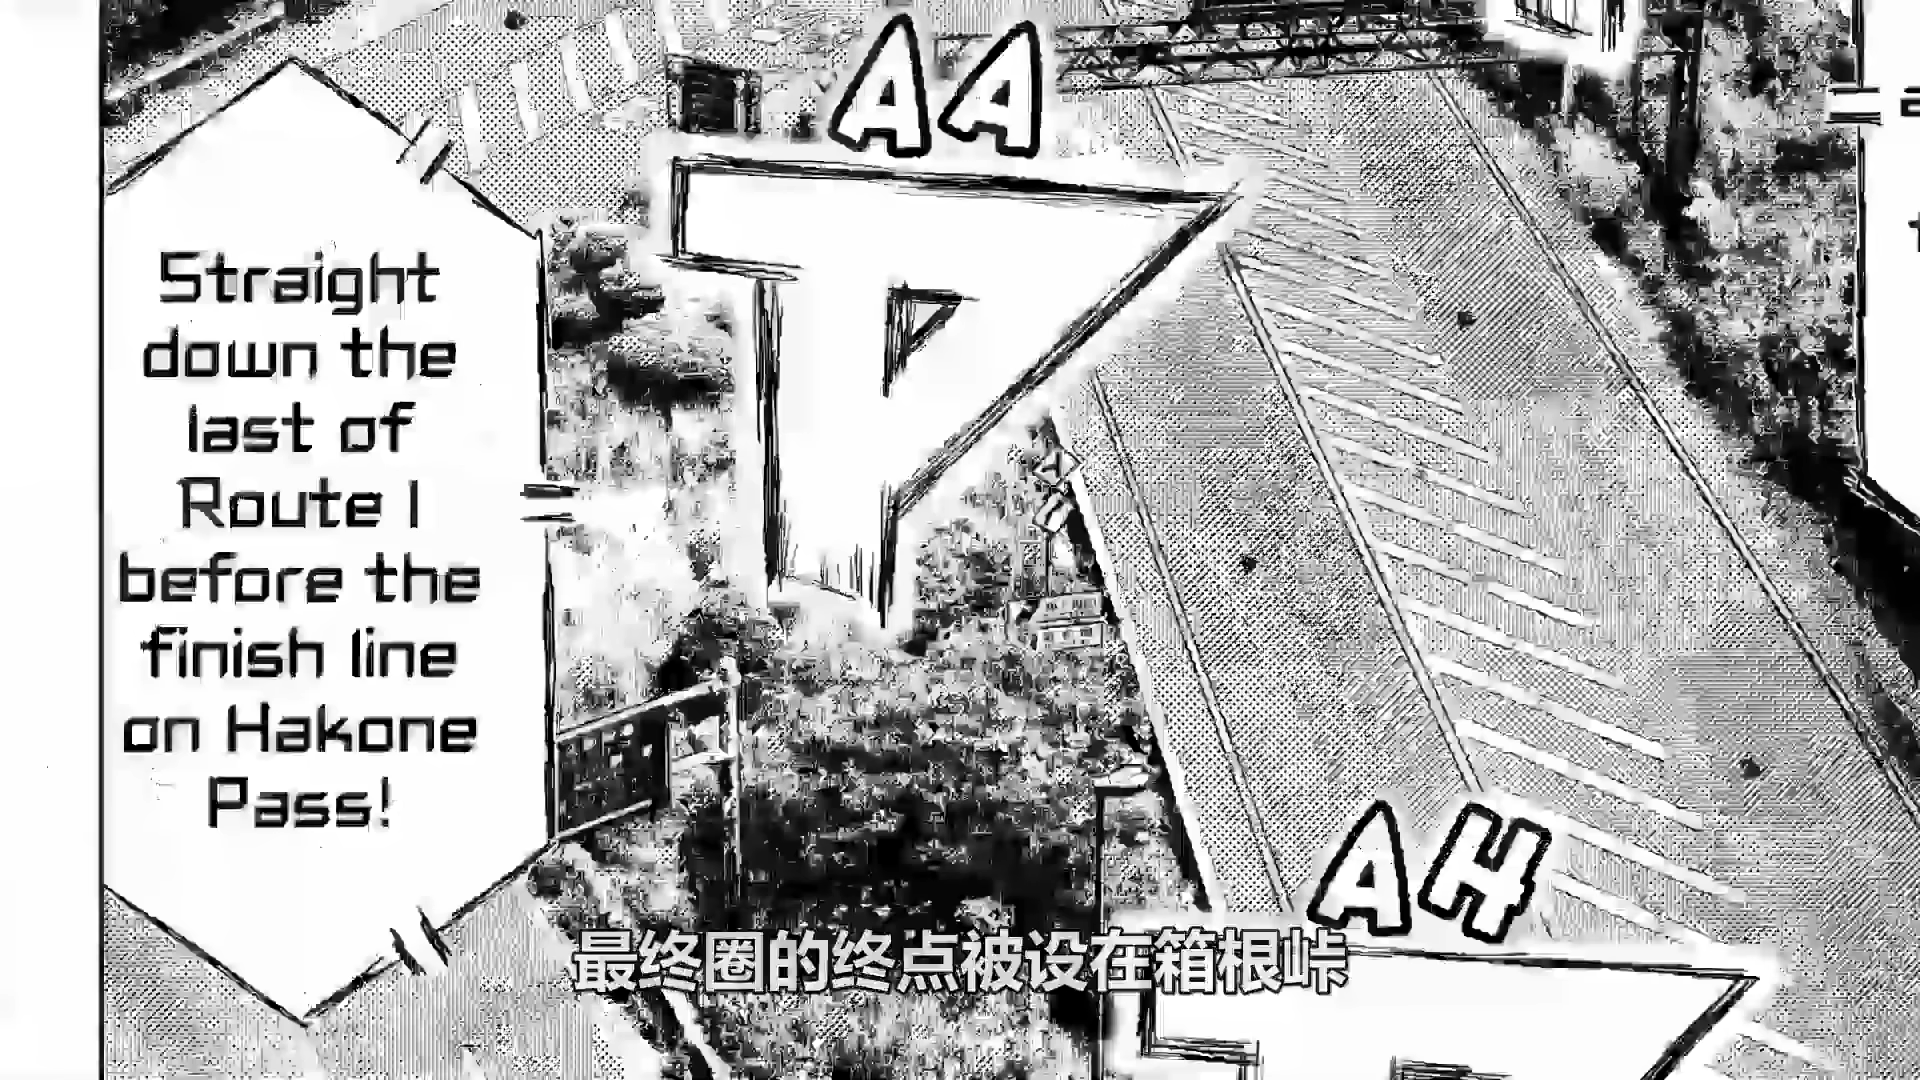 AA
Straight
down the
last of
Route 1
before the
finish line
on Hakone
Pass!
ア
AH
最终圈的终点被设在箱根峠